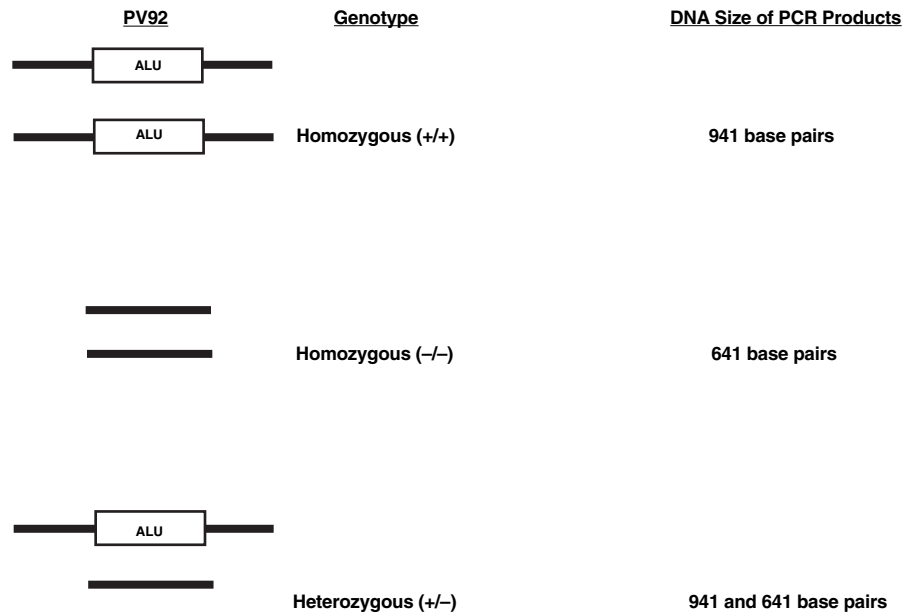 PV92 Genotype DNA Size of PCR Products
ALU
ALU Homozygous (+/+) 941 base pairs
Homozygous (–/–) 641 base pairs
ALU
Heterozygous (+/–) 941 and 641 base pairs